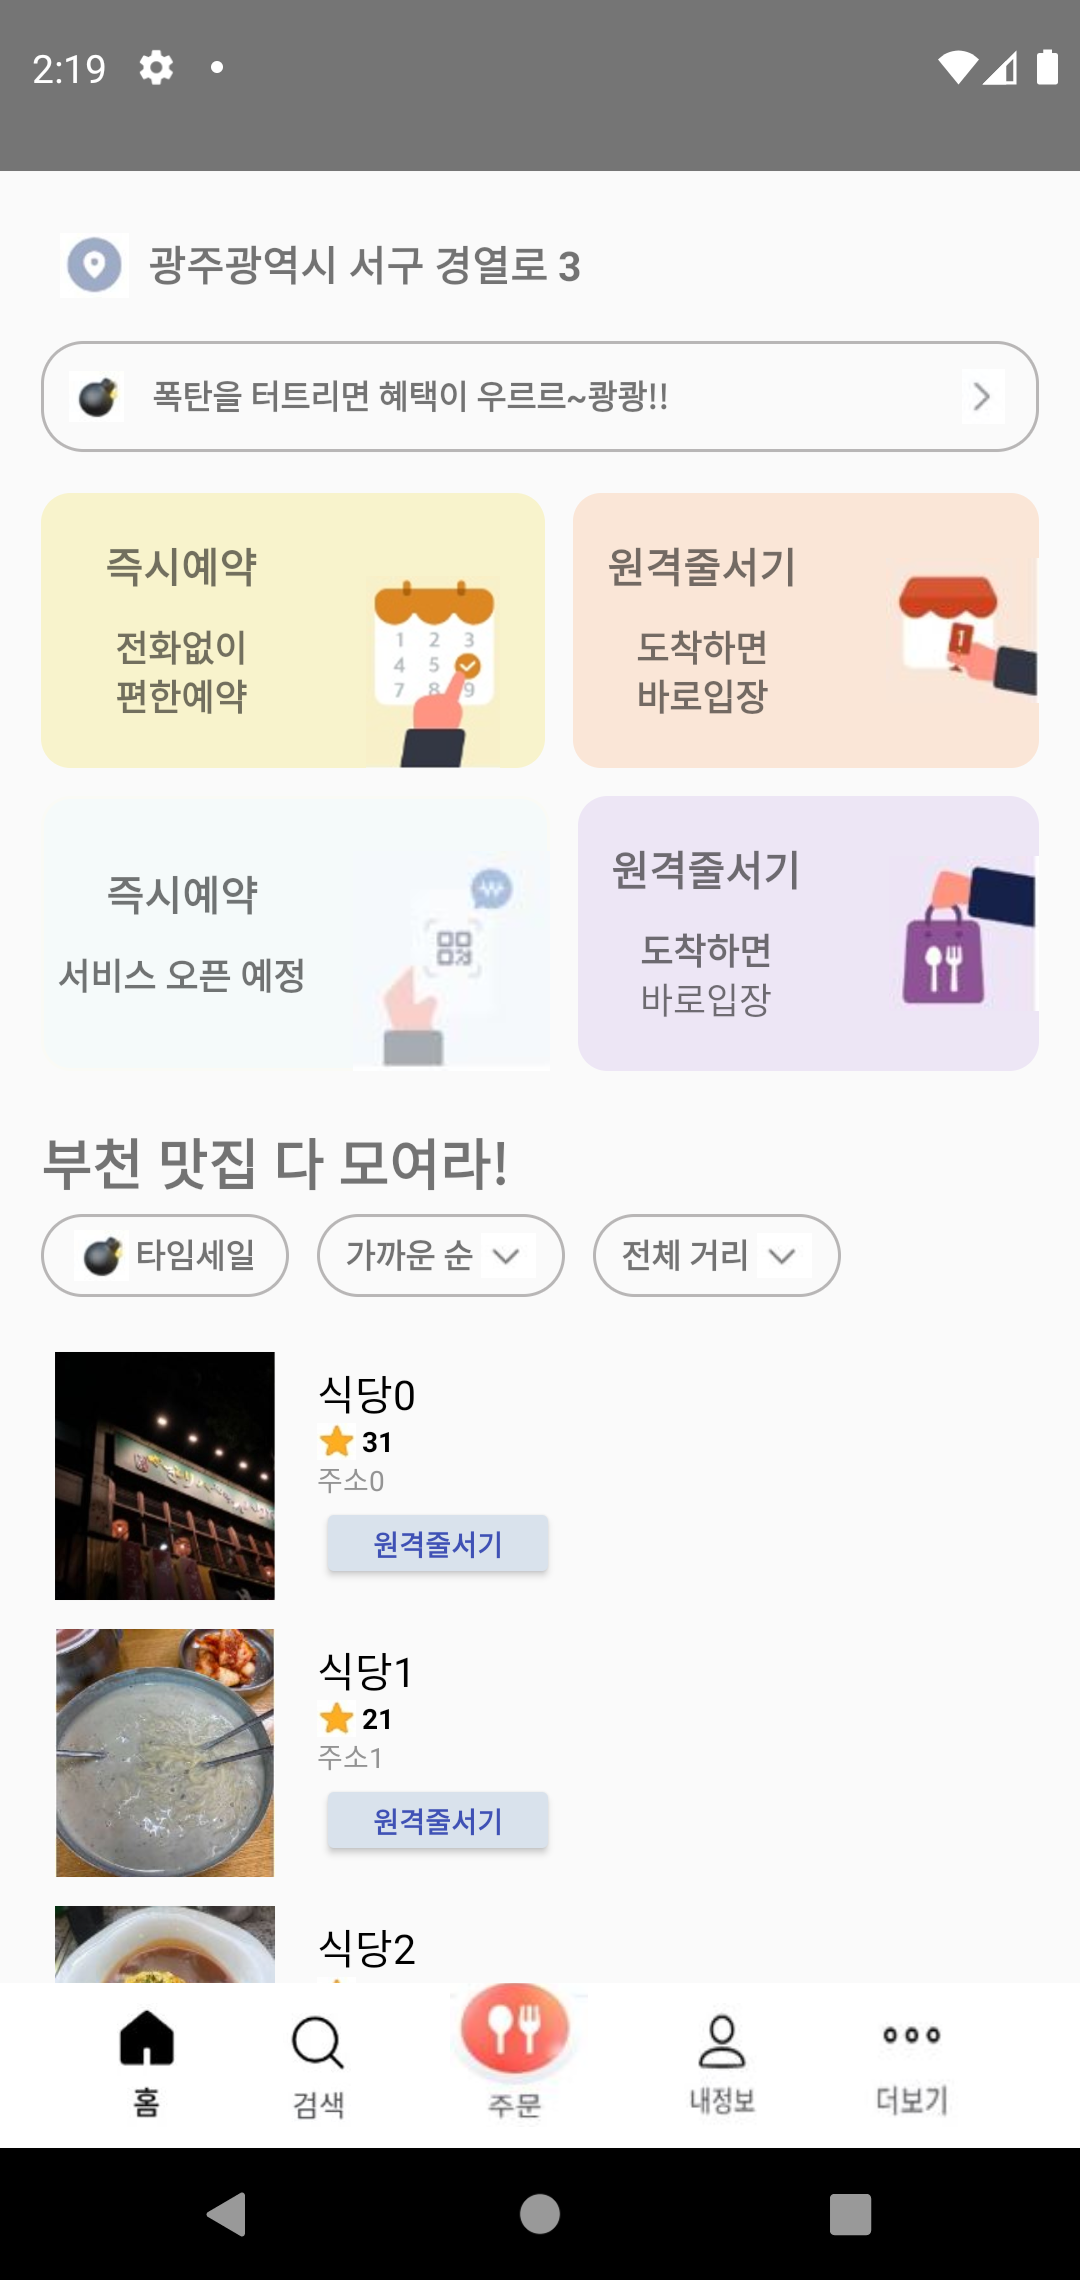 2:19
광주광역시 서구 경열로 3
폭탄을 터트리면 혜택이 우르르~쾅쾅!!
즉시예약
전화없이
편한예약
1 2 3
4 5
7 8 9
원격줄서기
도착하면
바로입장
1
즉시예약
서비스 오픈 예정
원격줄서기
도착하면
바로입장
부천 맛집 다 모여라!
타임세일
가까운 순
전체 거리
식당0
31
주소0
원격줄서기
식당1
21
주소1
원격줄서기
식당2
홈
검색
주문
내정보
더보기